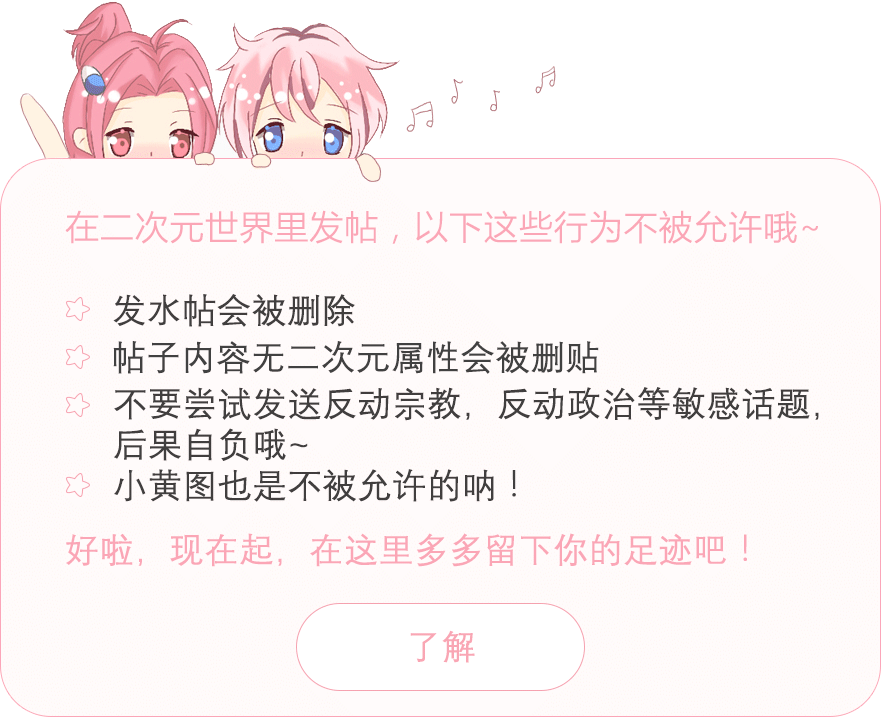 在二次元世界里发帖，以下这些行为不被允许哦~
发水帖会被删除
帖子内容无二次元属性会被删贴
不要尝试发送反动宗教，反动政治等敏感话题，
后果自负哦~
小黄图也是不被允许的呐！
好啦，现在起，在这里多多留下你的足迹吧！
了解